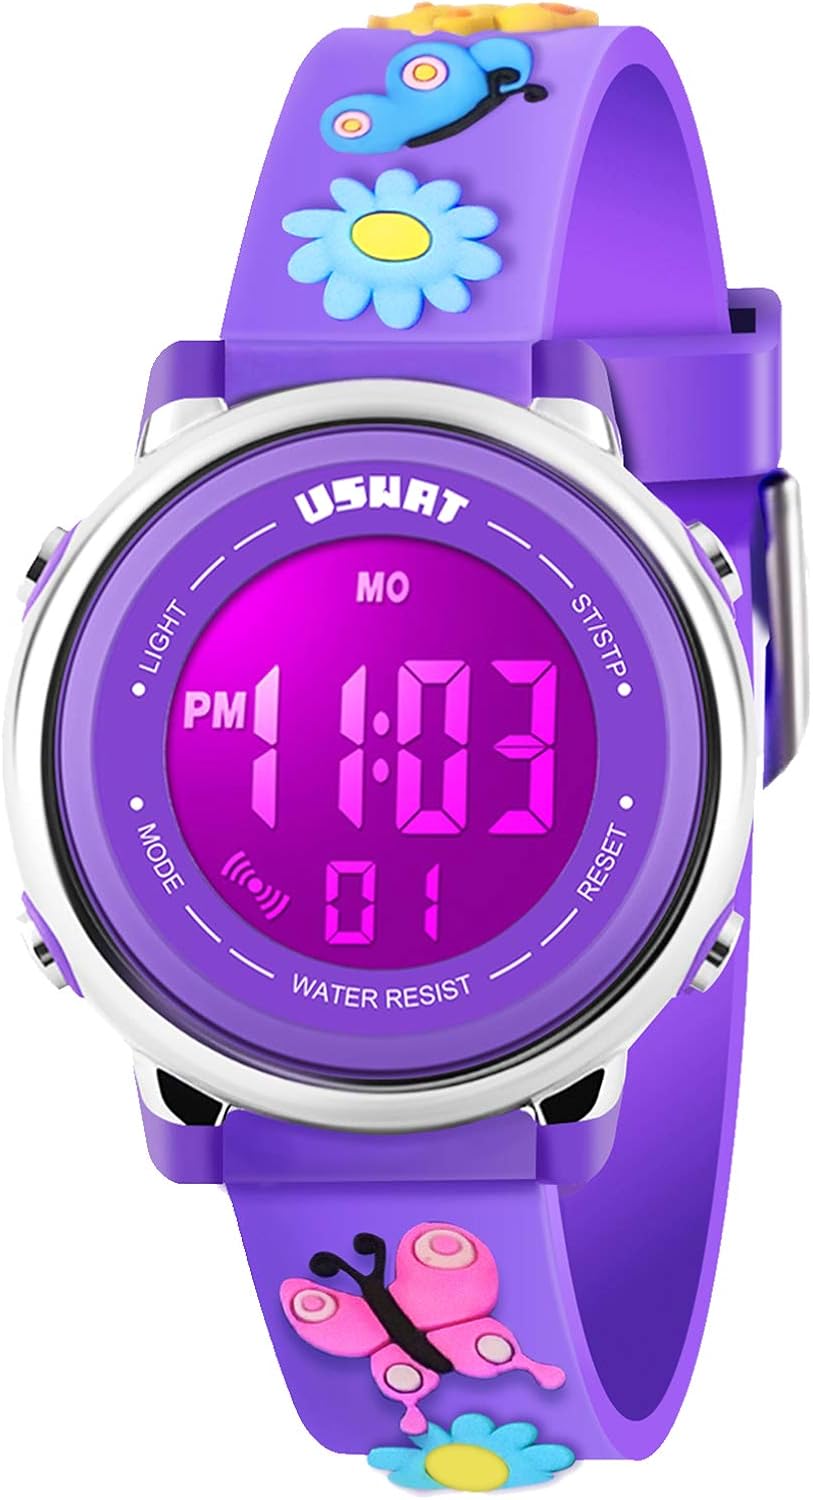 USWAT
LIGHT
ST/STP
MO
PM 11:03
01
MODE
RESET
WATER RESIST